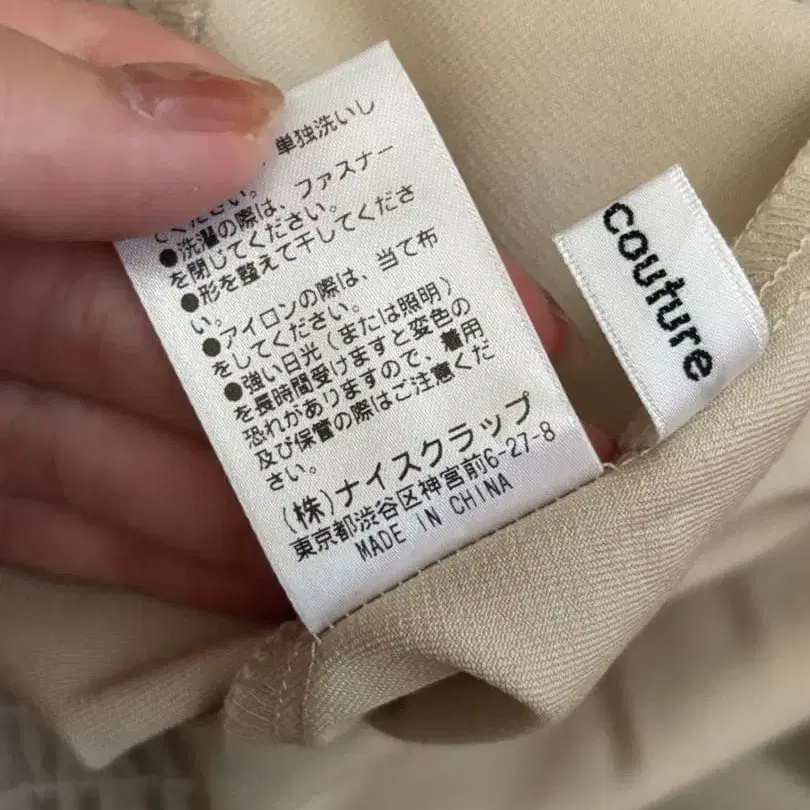 単独洗いし
てください。
●洗濯の際は、ファスナー
を閉じてください。
●形を整えて干してくださ
い。
●アイロンの際は、当て布
をしてください。
●強い日光(または照明)
を長時間受けますと変色の
恐れがありますので、着用
及び保管の際はご注意くだ
さい。
(株)ナイスクラップ
東京都渋谷区神宮前6-27-8
MADE IN CHINA
couture